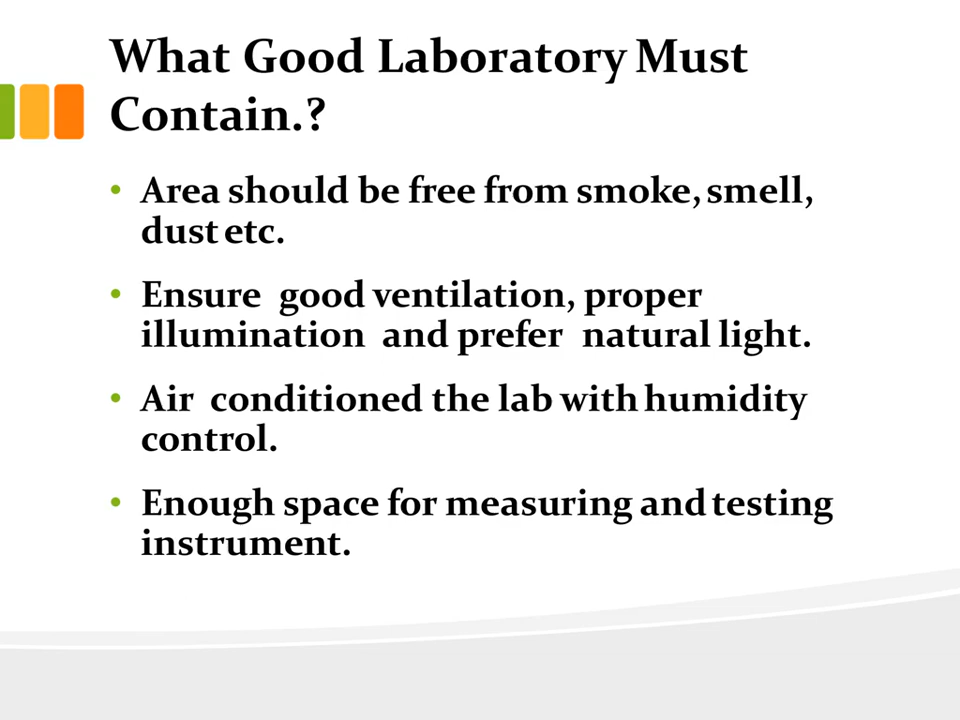 What Good Laboratory Must
Contain.?
• Area should be free from smoke, smell,
dust etc.
• Ensure good ventilation, proper
illumination and prefer natural light.
• Air conditioned the lab with humidity
control.
• Enough space for measuring and testing
instrument.